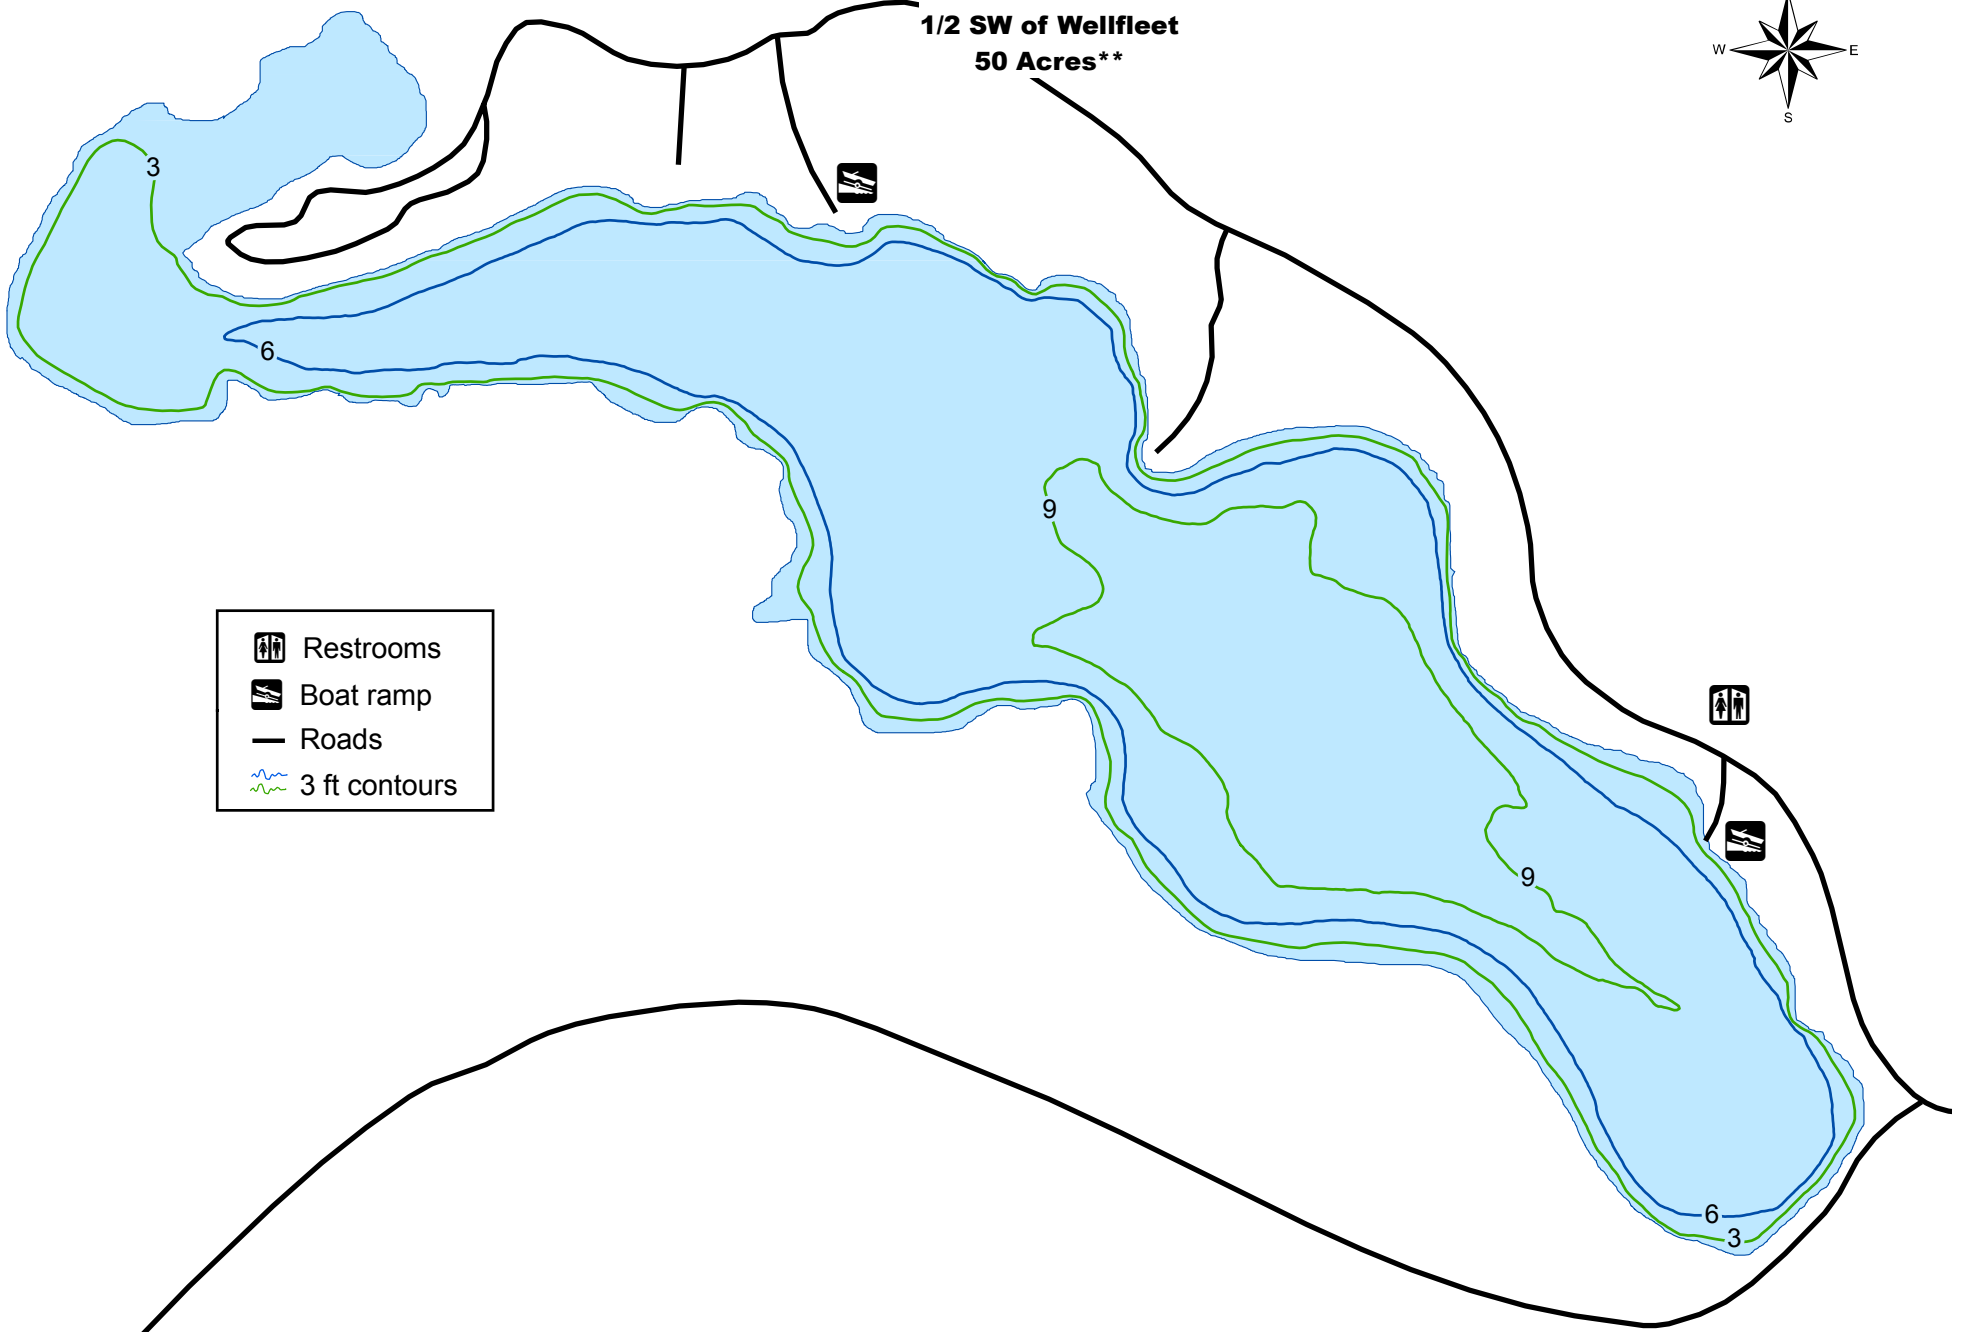 1/2 SW of Wellfleet
50 Acres**
W
E
S
3
6
9
Restrooms
Boat ramp
Roads
3 ft contours
9
6
3